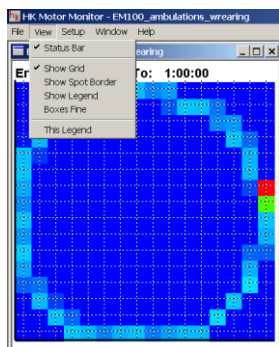 HK Motor Monitor - EM100_ambulations_wrearing
File View Setup Window Help
✓ Status Bar
earing
✓ Show Grid
To: 1:00:00
Show Spot Border
Show Legend
Boxes Fine
This Legend